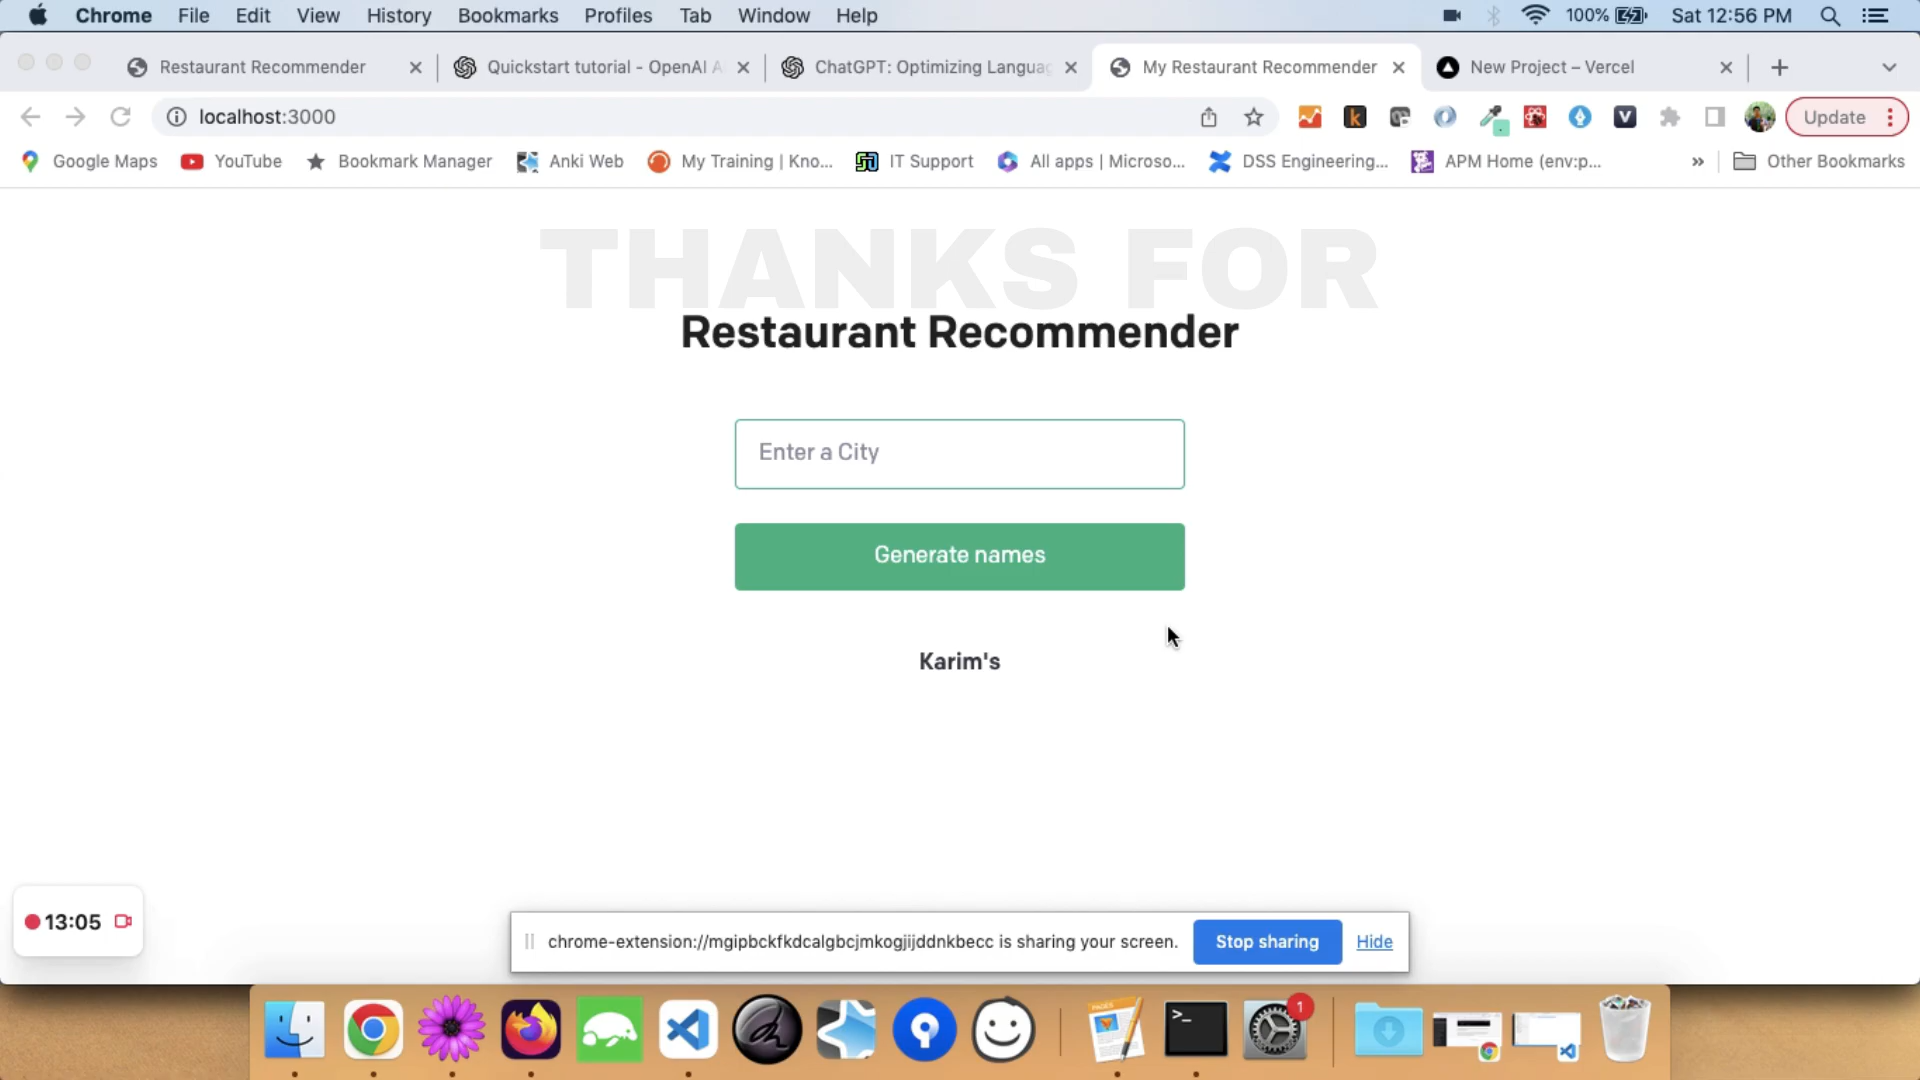 Chrome File Edit View History Bookmarks Profiles Tab Window Help 100% Sat 12:56 PM
Restaurant Recommender Quickstart tutorial - OpenAI A ChatGPT: Optimizing Languag My Restaurant Recommender New Project – Vercel
localhost:3000 Update
Google Maps YouTube Bookmark Manager Anki Web My Training | Kno... IT Support All apps | Microso... DSS Engineering... APM Home (env:p... » Other Bookmarks
THANKS FOR
Restaurant Recommender
Enter a City
Generate names
Karim's
13:05
chrome-extension://mgipbckfkdcalgbcjmkogjijddnkbecc is sharing your screen. Stop sharing Hide
PAGES
1